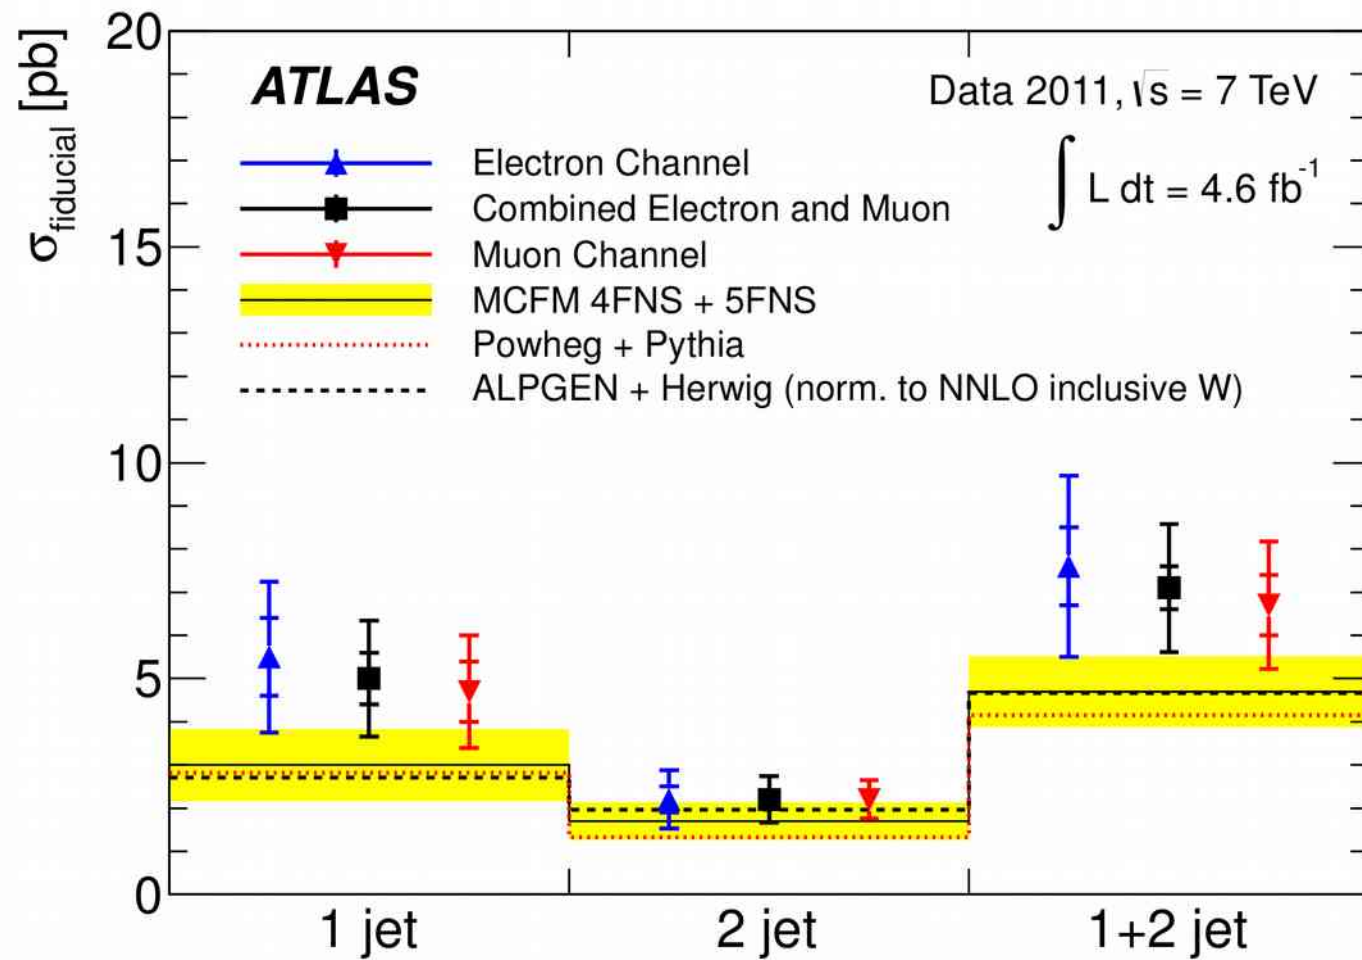 σfiducial [pb]
20
15
10
5
0
ATLAS
Data 2011, √s = 7 TeV
∫ L dt = 4.6 fb-1
Electron Channel
Combined Electron and Muon
Muon Channel
MCFM 4FNS + 5FNS
Powheg + Pythia
ALPGEN + Herwig (norm. to NNLO inclusive W)
1 jet
2 jet
1+2 jet